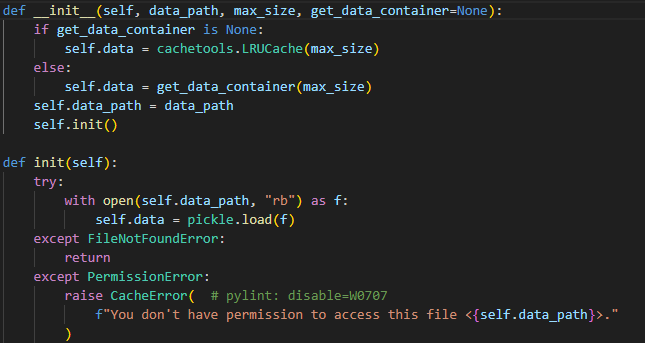 def __init__(self, data_path, max_size, get_data_container=None):
    if get_data_container is None:
        self.data = cachetools.LRUCache(max_size)
    else:
        self.data = get_data_container(max_size)
    self.data_path = data_path
    self.init()

def init(self):
    try:
        with open(self.data_path, "rb") as f:
            self.data = pickle.load(f)
    except FileNotFoundError:
        return
    except PermissionError:
        raise CacheError(  # pylint: disable=W0707
            f"You don't have permission to access this file <{self.data_path}>."
        )